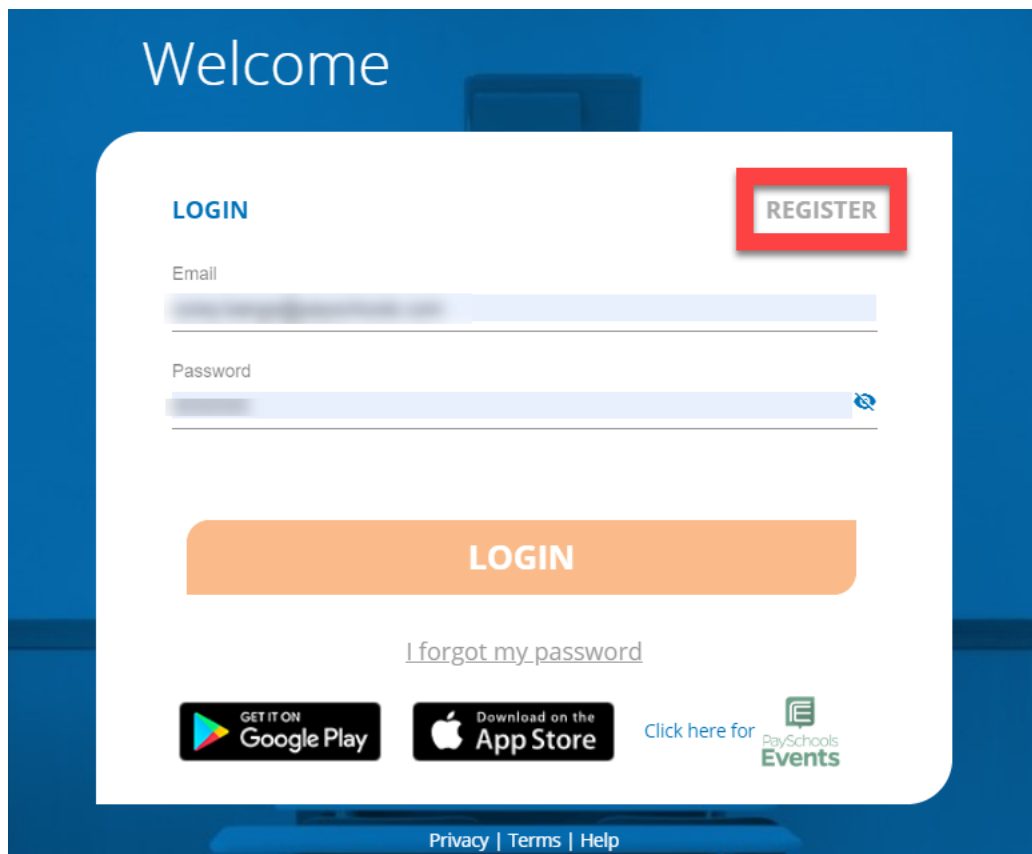 Welcome
LOGIN
REGISTER
Email
Password
LOGIN
I forgot my password
GET IT ON
Google Play
Download on the
App Store
Click here for
PaySchools
Events
Privacy | Terms | Help